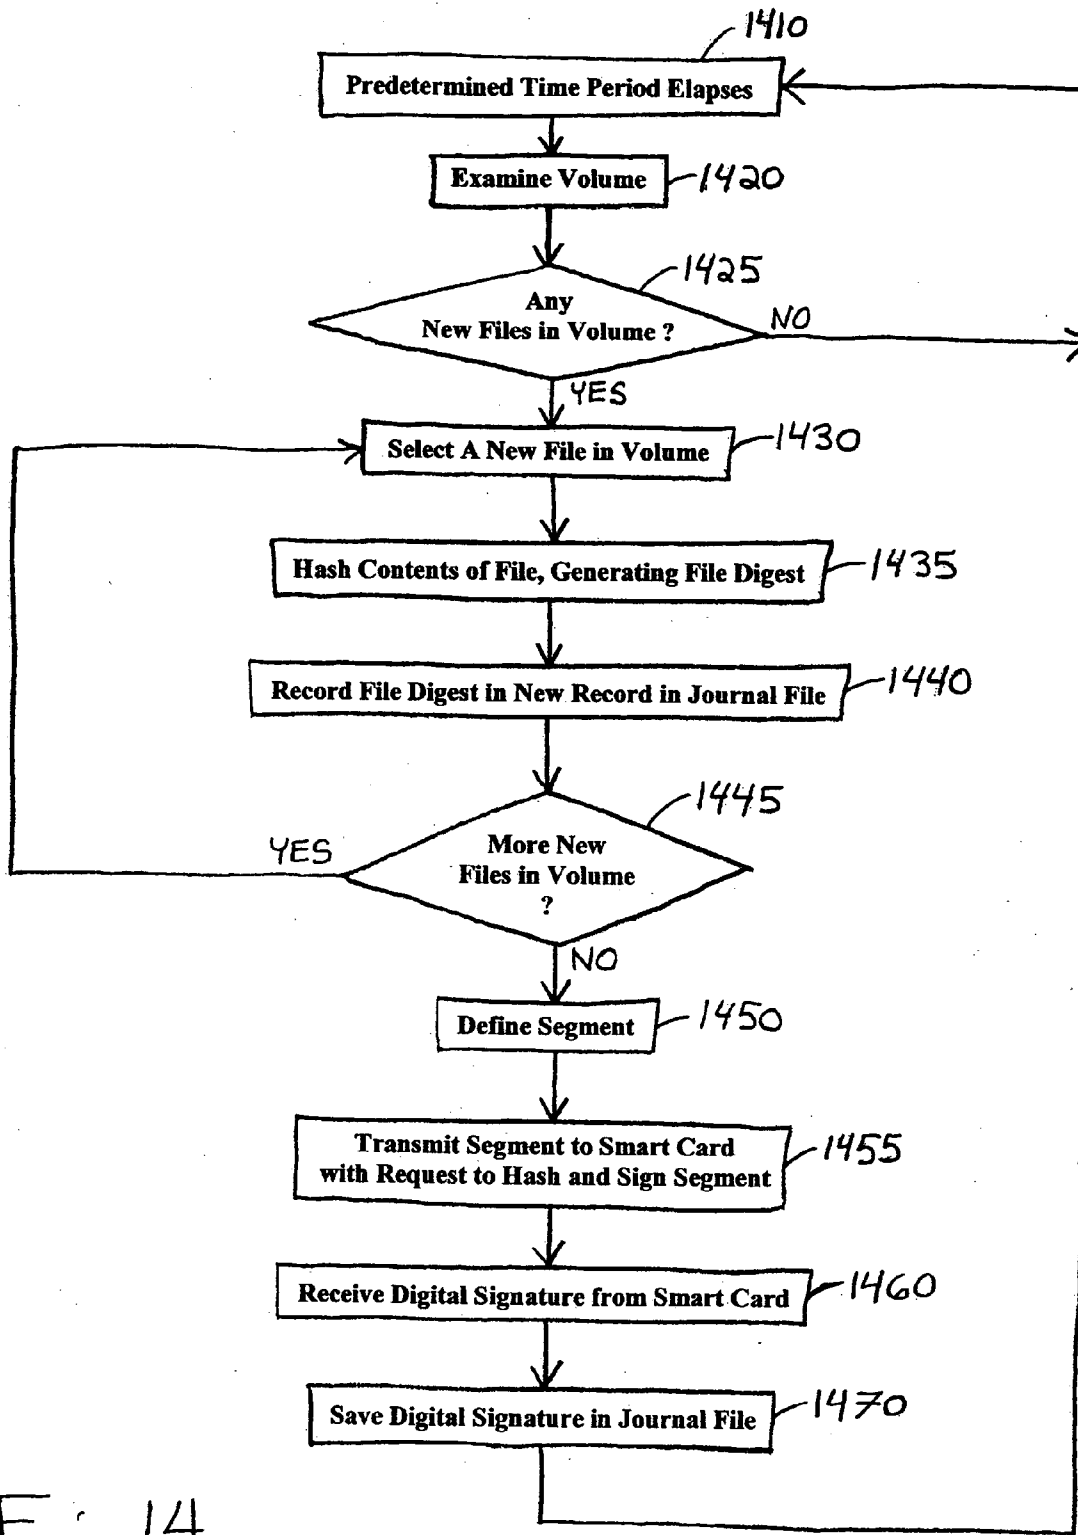 1410
Predetermined Time Period Elapses
Examine Volume
1420
1425
Any
New Files in Volume ?
NO
YES
Select A New File in Volume
1430
Hash Contents of File, Generating File Digest
1435
Record File Digest in New Record in Journal File
1440
1445
More New
Files in Volume
?
YES
NO
Define Segment
1450
Transmit Segment to Smart Card
with Request to Hash and Sign Segment
1455
Receive Digital Signature from Smart Card
1460
Save Digital Signature in Journal File
1470
14